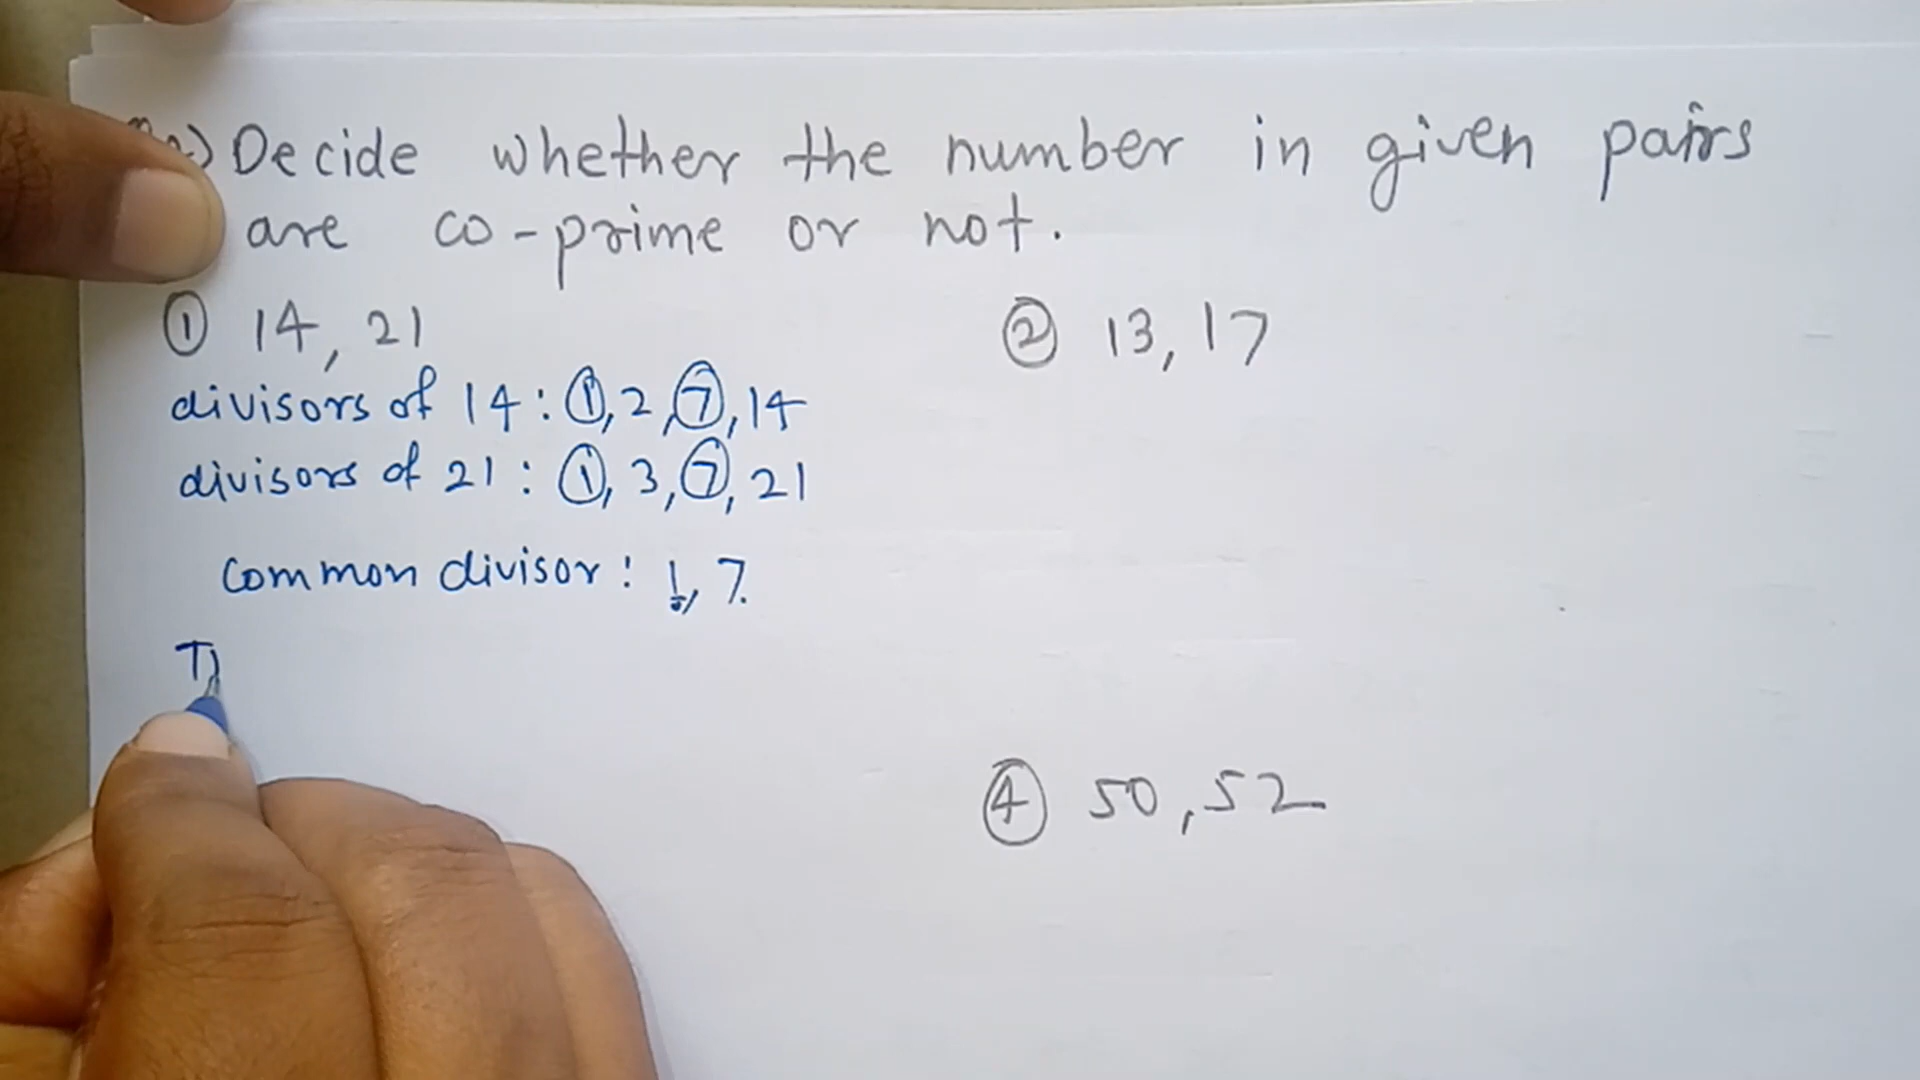 Decide whether the number in given pairs
are co-prime or not.
① 14, 21
② 13, 17
divisors of 14: ①, 2, ⑦, 14
divisors of 21: ①, 3, ⑦, 21
Common divisor: 1, 7.
④ 50, 52